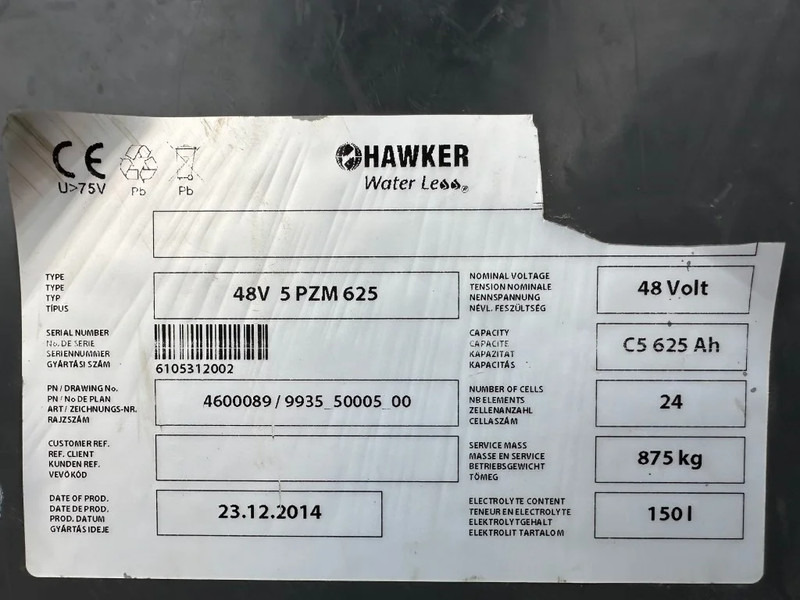 CE
U>75V
Pb
Pb
HAWKER
Water Less
TYPE
TYPE
TYP
TÍPUS
48V 5 PZM 625
NOMINAL VOLTAGE
TENSION NOMINALE
NENNSPANNUNG
NÉVL. FESZÜLTSÉG
48 Volt
SERIAL NUMBER
No. DE SERIE
SERIENNUMMER
GYÁRTÁSI SZÁM
6105312002
CAPACITY
CAPACITE
KAPAZITAT
KAPACITÁS
C5 625 Ah
PN / DRAWING No.
PN / No DE PLAN
ART / ZEICHNUNGS-NR.
RAJZSZÁM
4600089 / 9935_50005_00
NUMBER OF CELLS
NB ELEMENTS
ZELLENANZAHL
CELLASZÁM
24
CUSTOMER REF.
REF. CLIENT
KUNDEN REF.
VEVŐKÓD
SERVICE MASS
MASSE EN SERVICE
BETRIEBSGEWICHT
TÖMEG
875 kg
DATE OF PROD.
DATE DE PROD.
PROD. DATUM
GYÁRTÁS IDEJE
23.12.2014
ELECTROLYTE CONTENT
TENEUR EN ELECTROLYTE
ELEKTROLYTGEHALT
ELEKTROLIT TARTALOM
150 l